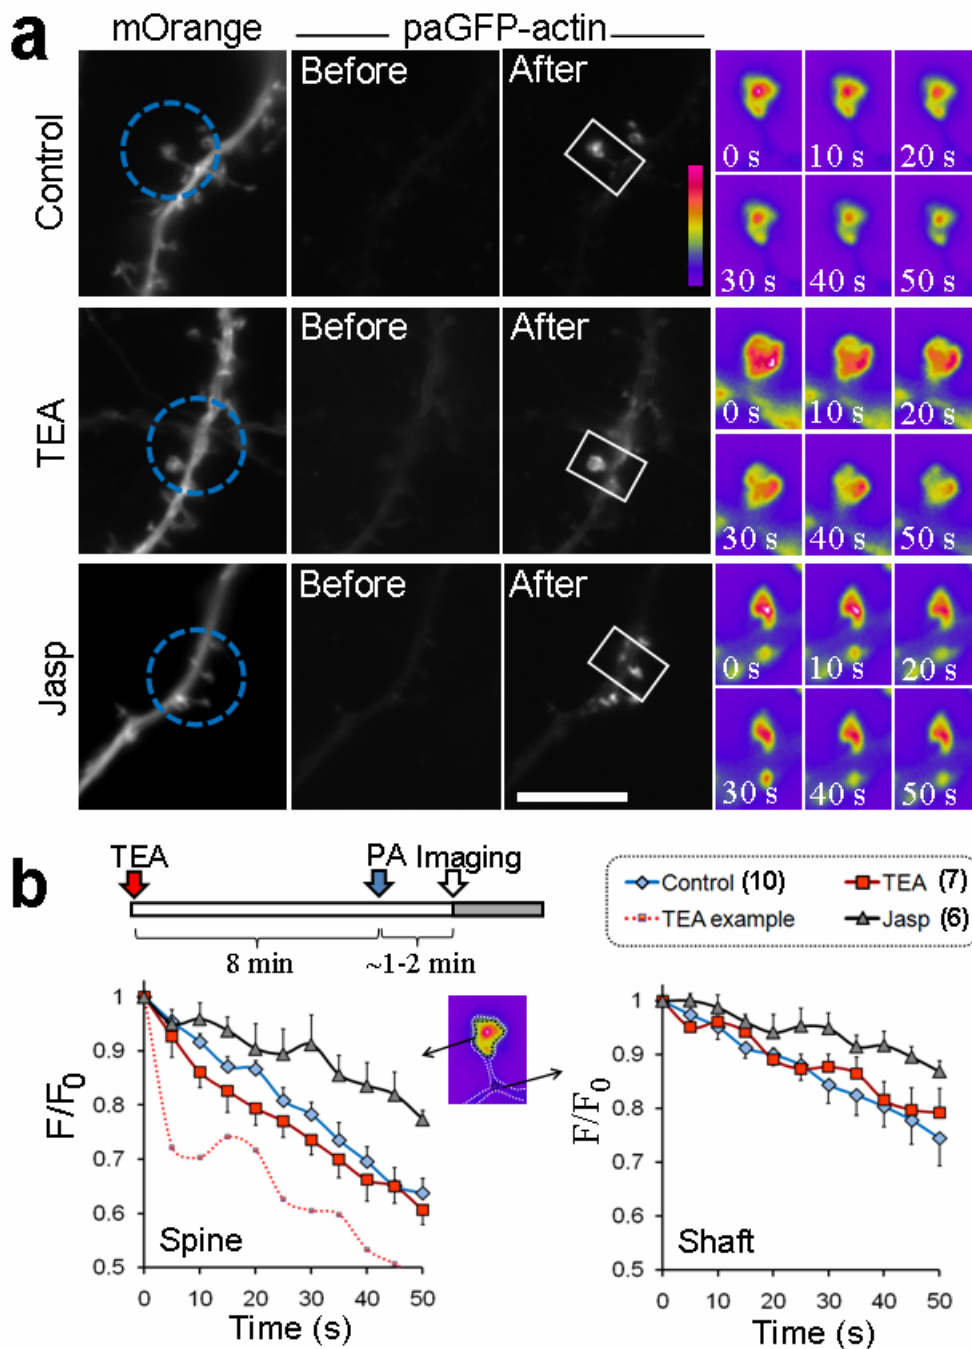 a
mOrange
paGFP-actin
Control
Before
After
0 s
10 s
20 s
30 s
40 s
50 s
TEA
Before
After
0 s
10 s
20 s
30 s
40 s
50 s
Jasp
Before
After
0 s
10 s
20 s
30 s
40 s
50 s
b
TEA
PA
Imaging
8 min
~1-2 min
Control (10)
TEA (7)
TEA example
Jasp (6)
F/F0
1
0.9
0.8
0.7
0.6
0.5
Spine
0 10 20 30 40 50
Time (s)
F/F0
1
0.9
0.8
0.7
0.6
0.5
Shaft
0 10 20 30 40 50
Time (s)